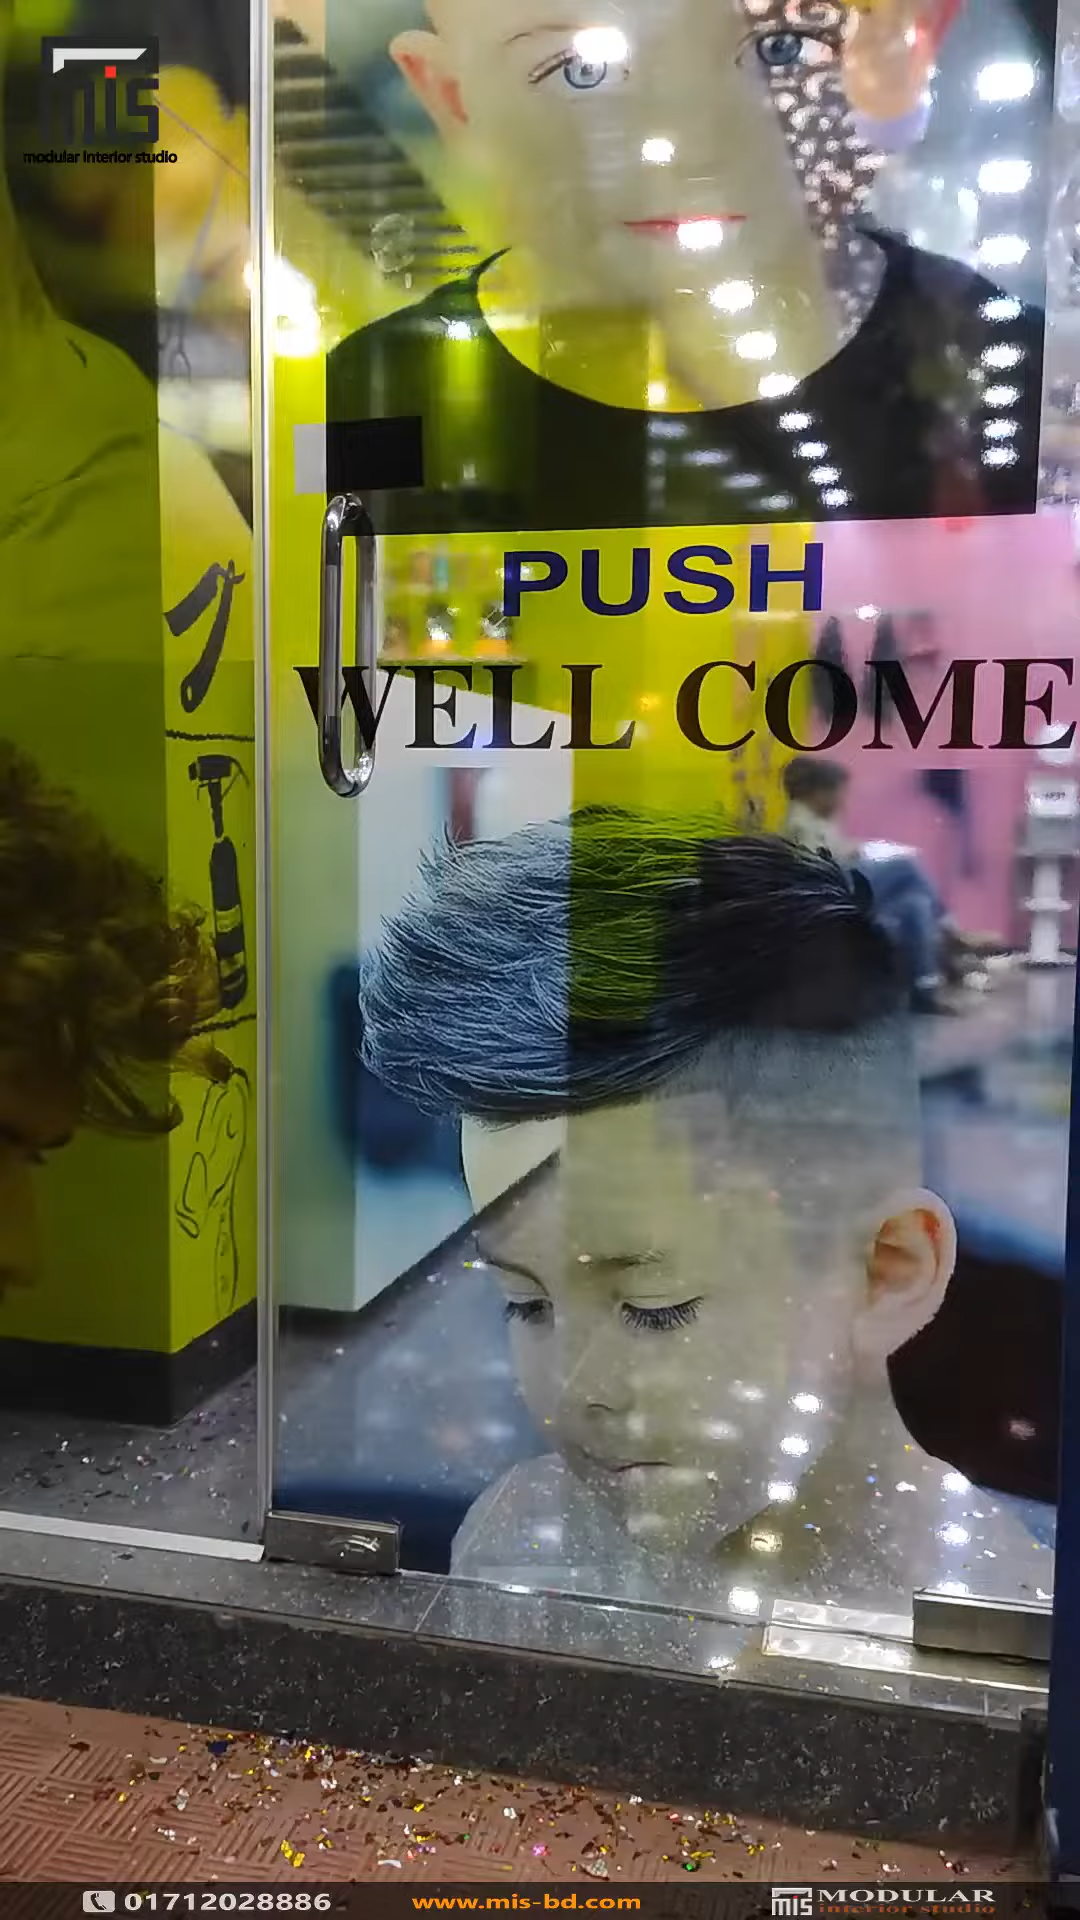 mis
modular interior studio
PUSH
WELL COME
01712028886
www.mis-bd.com
mis MODULAR
interior studio